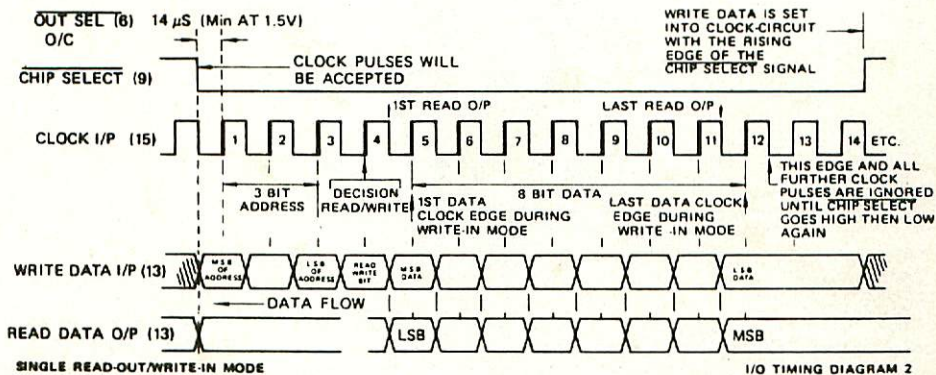 OUT SEL (6) 14 μS (Min AT 1.5V)
O/C
WRITE DATA IS SET
INTO CLOCK-CIRCUIT
WITH THE RISING
EDGE OF THE
CHIP SELECT SIGNAL
CLOCK PULSES WILL
BE ACCEPTED
CHIP SELECT (9)
1ST READ O/P
LAST READ O/P
CLOCK I/P (15) 1 2 3 4 5 6 7 8 9 10 11 12 13 14 ETC.
3 BIT
ADDRESS
DECISION
READ/WRITE
8 BIT DATA
1ST DATA
CLOCK EDGE DURING
WRITE-IN MODE
LAST DATA CLOCK
EDGE DURING
WRITE-IN MODE
THIS EDGE AND ALL
FURTHER CLOCK
PULSES ARE IGNORED
UNTIL CHIP SELECT
GOES HIGH THEN LOW
AGAIN
WRITE DATA I/P (13)
MSB
OF
ADDRESS
LSB
OF
ADDRESS
READ
WRITE
BIT
MSB
DATA
LSB
DATA
DATA FLOW
READ DATA O/P (13) LSB MSB
SINGLE READ-OUT/WRITE-IN MODE I/O TIMING DIAGRAM 2